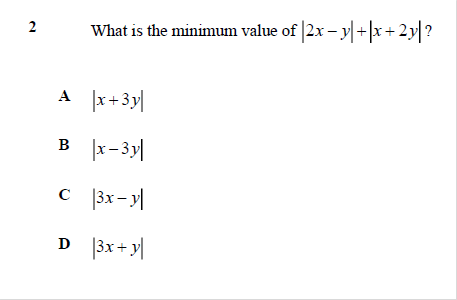 2 What is the minimum value of |2x − y|+|x + 2y|?
A |x + 3y|
B |x − 3y|
C |3x − y|
D |3x + y|